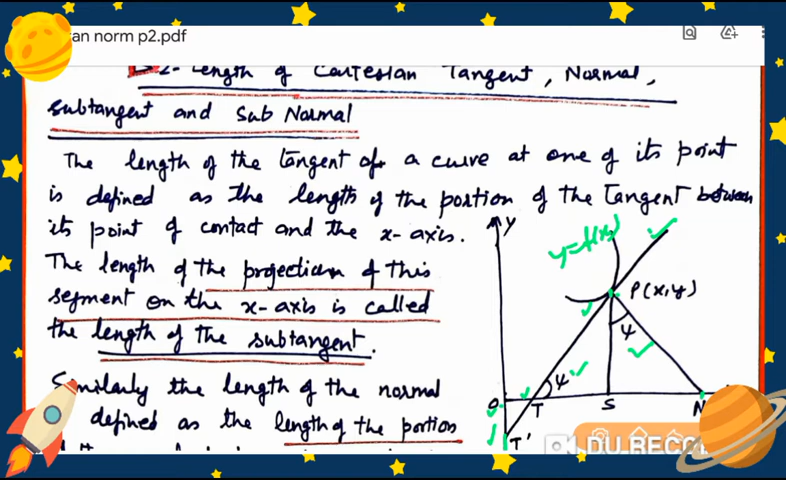 tan norm p2.pdf
2- Length of Cartesian Tangent, Normal,
subtangent and Sub Normal
The length of the tangent of a curve at one of its point
is defined as the length of the portion of the Tangent between
its point of contact and the x-axis.
The length of the projection of this
segment on the x-axis is called
the length of the subtangent.
Similarly the length of the normal
defined as the length of the portion
Y
y=f(x)
P(x,y)
ψ
ψ
O T S N
T'
DU RECO